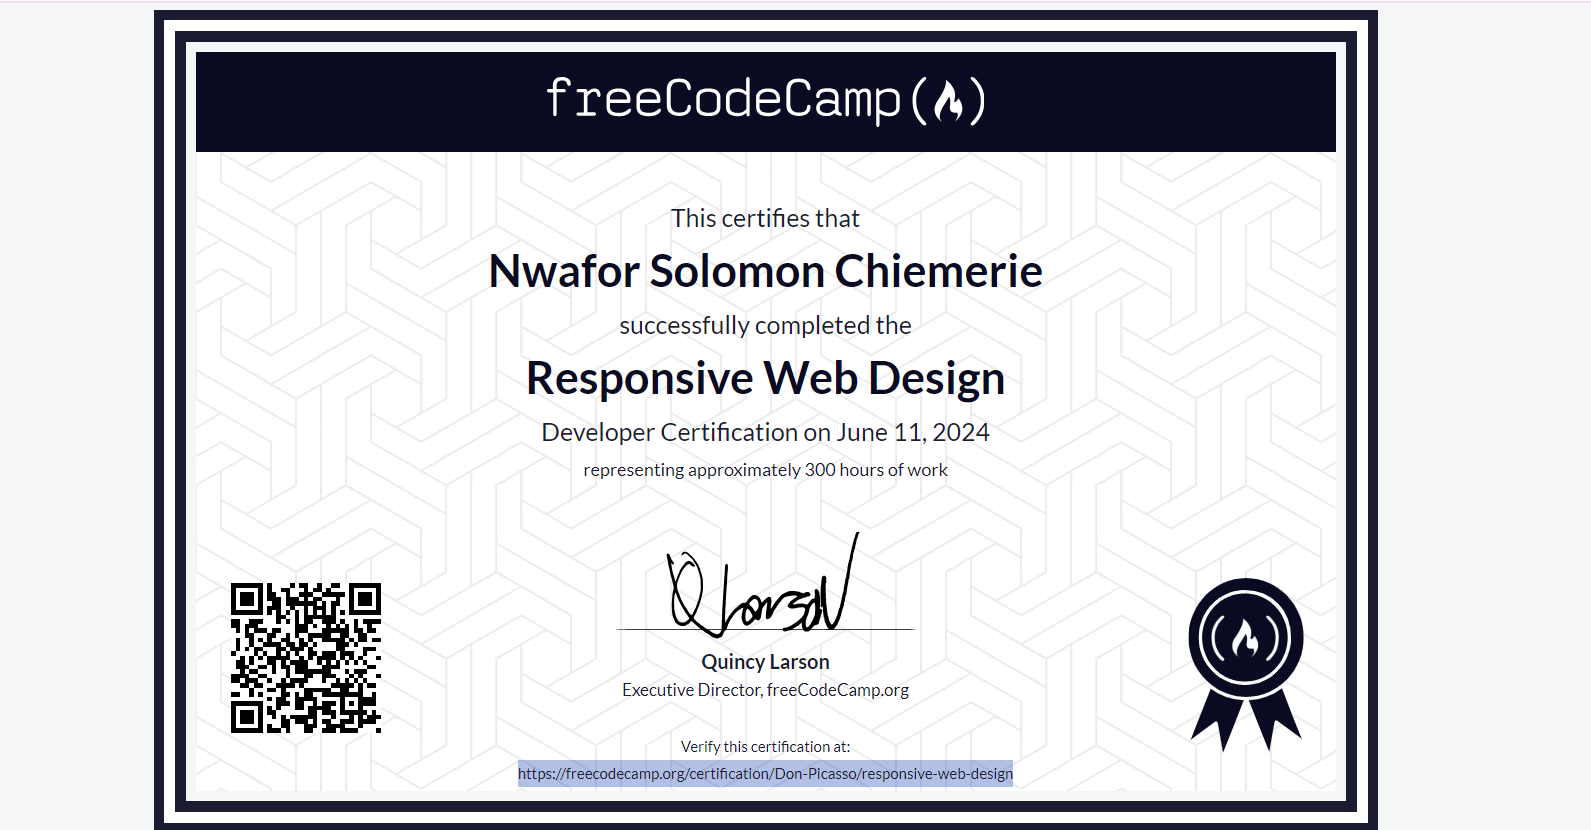 freeCodeCamp
This certifies that
Nwafor Solomon Chiemerie
successfully completed the
Responsive Web Design
Developer Certification on June 11, 2024
representing approximately 300 hours of work
Quincy Larson
Executive Director, freeCodeCamp.org
Verify this certification at:
https://freecodecamp.org/certification/Don-Picasso/responsive-web-design